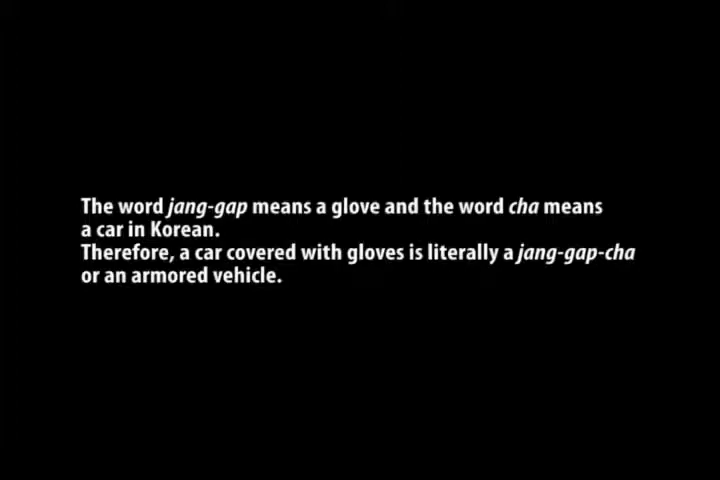 The word jang-gap means a glove and the word cha means
a car in Korean.
Therefore, a car covered with gloves is literally a jang-gap-cha
or an armored vehicle.